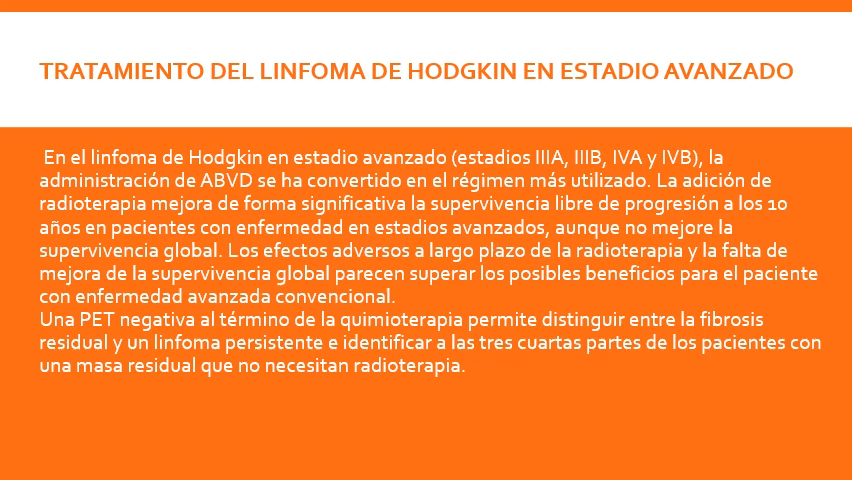 TRATAMIENTO DEL LINFOMA DE HODGKIN EN ESTADIO AVANZADO
En el linfoma de Hodgkin en estadio avanzado (estadios IIIA, IIIB, IVA y IVB), la
administración de ABVD se ha convertido en el régimen más utilizado. La adición de
radioterapia mejora de forma significativa la supervivencia libre de progresión a los 10
años en pacientes con enfermedad en estadios avanzados, aunque no mejore la
supervivencia global. Los efectos adversos a largo plazo de la radioterapia y la falta de
mejora de la supervivencia global parecen superar los posibles beneficios para el paciente
con enfermedad avanzada convencional.
Una PET negativa al término de la quimioterapia permite distinguir entre la fibrosis
residual y un linfoma persistente e identificar a las tres cuartas partes de los pacientes con
una masa residual que no necesitan radioterapia.